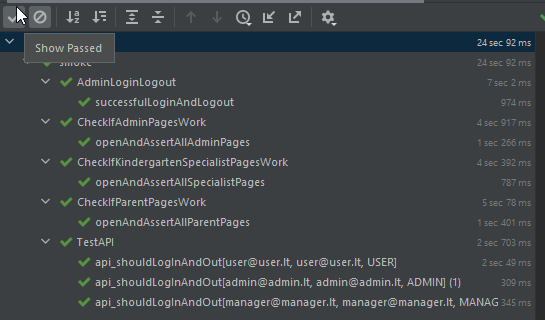 24 sec 92 ms
Show Passed
smoke 24 sec 92 ms
AdminLoginLogout 7 sec 2 ms
successfulLoginAndLogout 974 ms
CheckIfAdminPagesWork 4 sec 917 ms
openAndAssertAllAdminPages 1 sec 266 ms
CheckIfKindergartenSpecialistPagesWork 4 sec 392 ms
openAndAssertAllSpecialistPages 787 ms
CheckIfParentPagesWork 5 sec 78 ms
openAndAssertAllParentPages 1 sec 401 ms
TestAPI 2 sec 703 ms
api_shouldLogInAndOut[user@user.lt, user@user.lt, USER] 2 sec 49 ms
api_shouldLogInAndOut[admin@admin.lt, admin@admin.lt, ADMIN] (1) 309 ms
api_shouldLogInAndOut[manager@manager.lt, manager@manager.lt, MANAG 345 ms